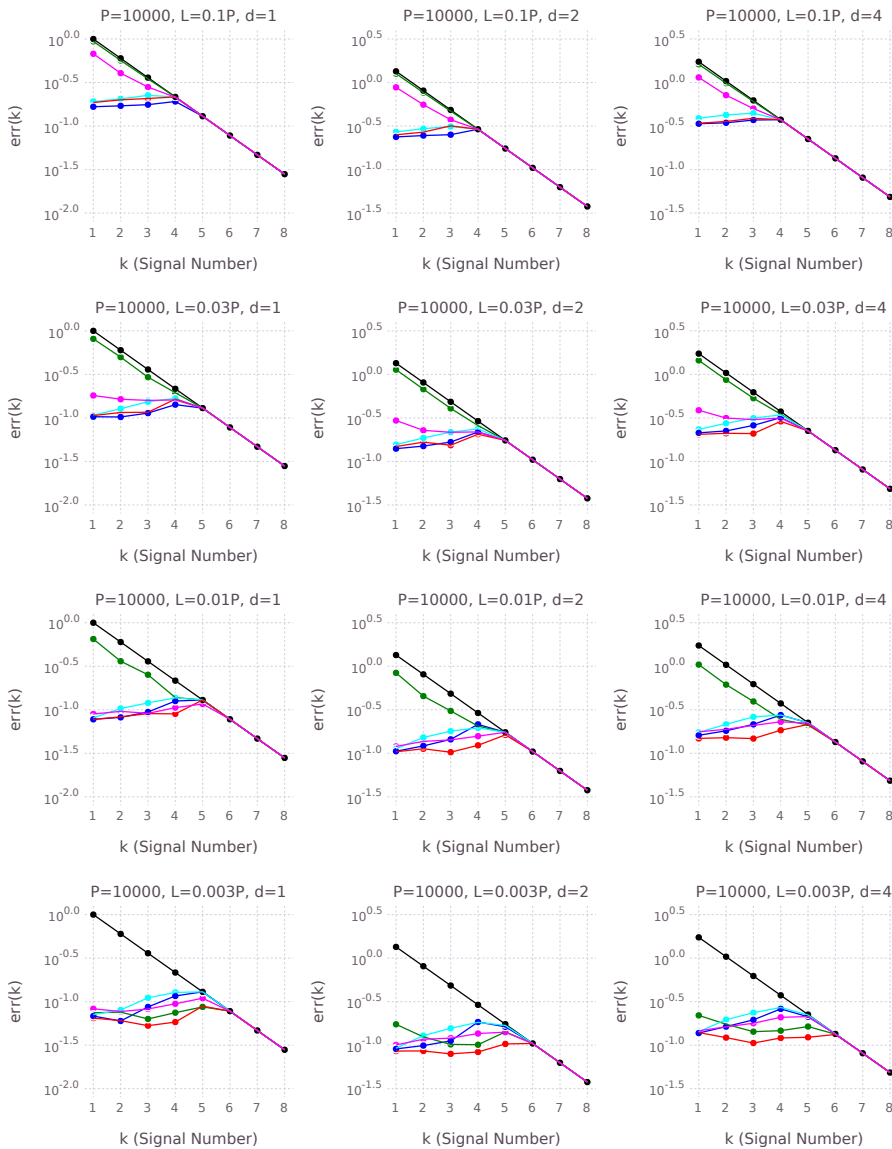 P=10000, L=0.1P, d=1
P=10000, L=0.1P, d=2
P=10000, L=0.1P, d=4
10^0.0
10^-0.5
10^-1.0
10^-1.5
10^-2.0
err(k)
1 2 3 4 5 6 7 8
k (Signal Number)
10^0.5
10^0.0
10^-0.5
10^-1.0
10^-1.5
err(k)
1 2 3 4 5 6 7 8
k (Signal Number)
10^0.5
10^0.0
10^-0.5
10^-1.0
10^-1.5
err(k)
1 2 3 4 5 6 7 8
k (Signal Number)
P=10000, L=0.03P, d=1
P=10000, L=0.03P, d=2
P=10000, L=0.03P, d=4
10^0.0
10^-0.5
10^-1.0
10^-1.5
10^-2.0
err(k)
1 2 3 4 5 6 7 8
k (Signal Number)
10^0.5
10^0.0
10^-0.5
10^-1.0
10^-1.5
err(k)
1 2 3 4 5 6 7 8
k (Signal Number)
10^0.5
10^0.0
10^-0.5
10^-1.0
10^-1.5
err(k)
1 2 3 4 5 6 7 8
k (Signal Number)
P=10000, L=0.01P, d=1
P=10000, L=0.01P, d=2
P=10000, L=0.01P, d=4
10^0.0
10^-0.5
10^-1.0
10^-1.5
10^-2.0
err(k)
1 2 3 4 5 6 7 8
k (Signal Number)
10^0.5
10^0.0
10^-0.5
10^-1.0
10^-1.5
err(k)
1 2 3 4 5 6 7 8
k (Signal Number)
10^0.5
10^0.0
10^-0.5
10^-1.0
10^-1.5
err(k)
1 2 3 4 5 6 7 8
k (Signal Number)
P=10000, L=0.003P, d=1
P=10000, L=0.003P, d=2
P=10000, L=0.003P, d=4
10^0.0
10^-0.5
10^-1.0
10^-1.5
10^-2.0
err(k)
1 2 3 4 5 6 7 8
k (Signal Number)
10^0.5
10^0.0
10^-0.5
10^-1.0
10^-1.5
err(k)
1 2 3 4 5 6 7 8
k (Signal Number)
10^0.5
10^0.0
10^-0.5
10^-1.0
10^-1.5
err(k)
1 2 3 4 5 6 7 8
k (Signal Number)